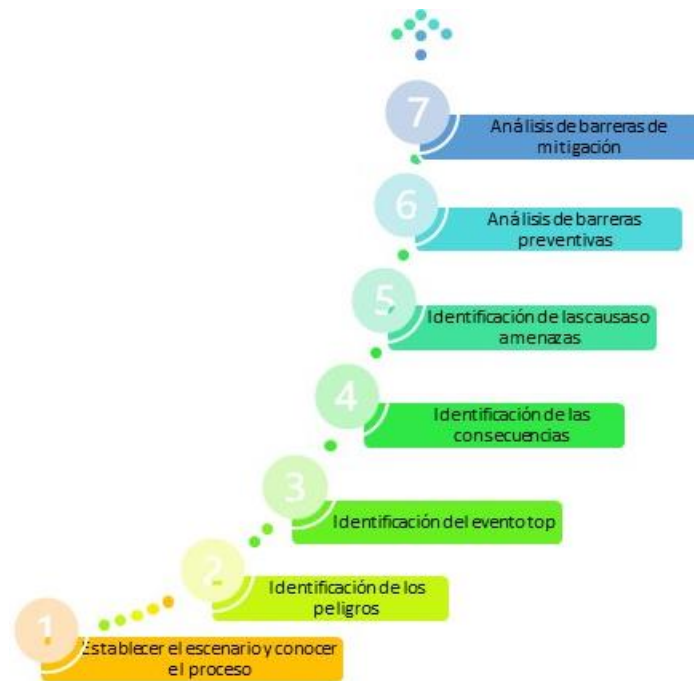 7
Análisis de barreras de
mitigación
6
Análisis de barreras
preventivas
5
Identificación de lascausaso
amenazas
4
Identificación de las
consecuencias
3
Identificación del evento top
2
Identificación de los
peligros
1
Establecer el escenario y conocer
el proceso